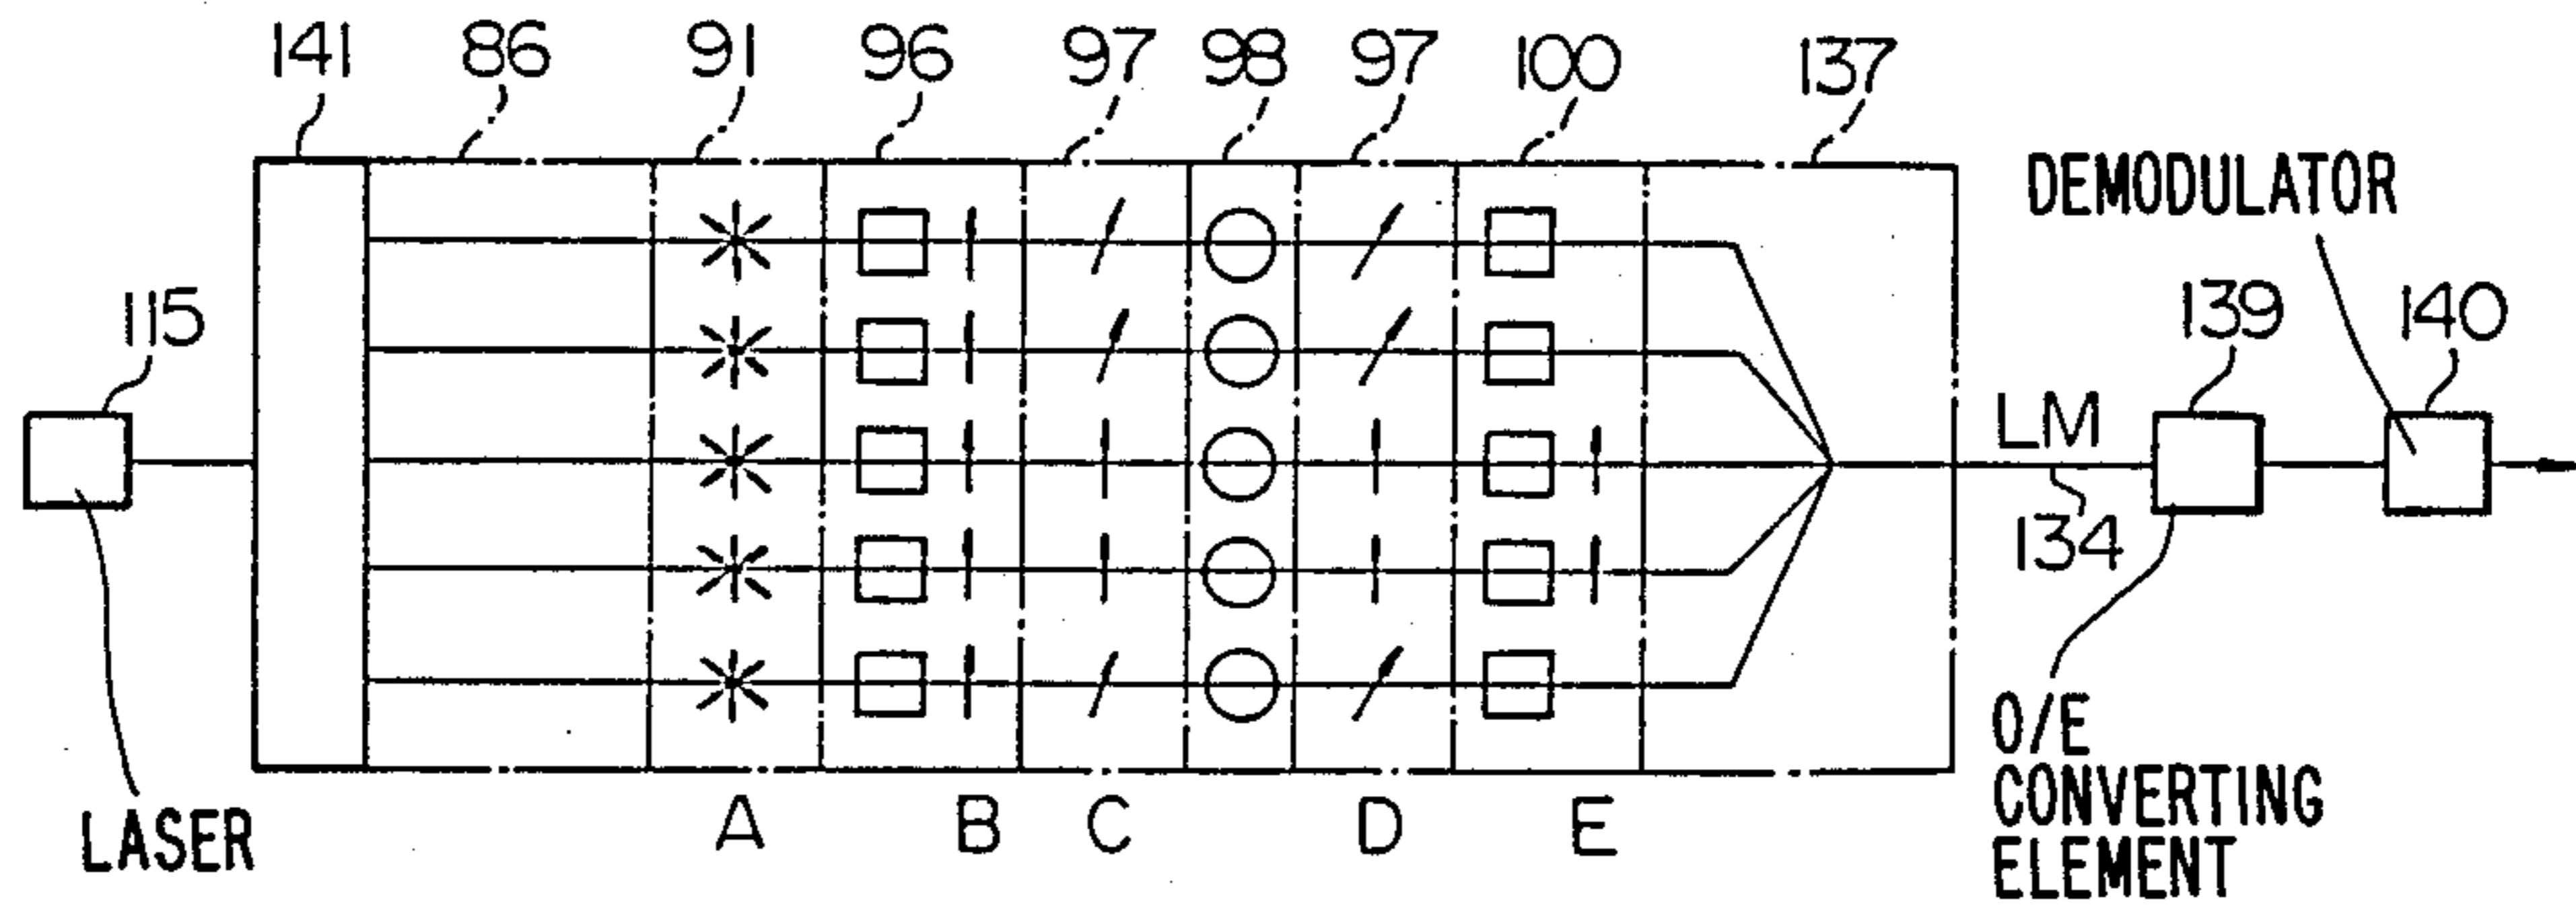 141 86 91 96 97 98 97 100 137
DEMODULATOR
115
139
140
LM
134
LASER
A B C D E
O/E
CONVERTING
ELEMENT